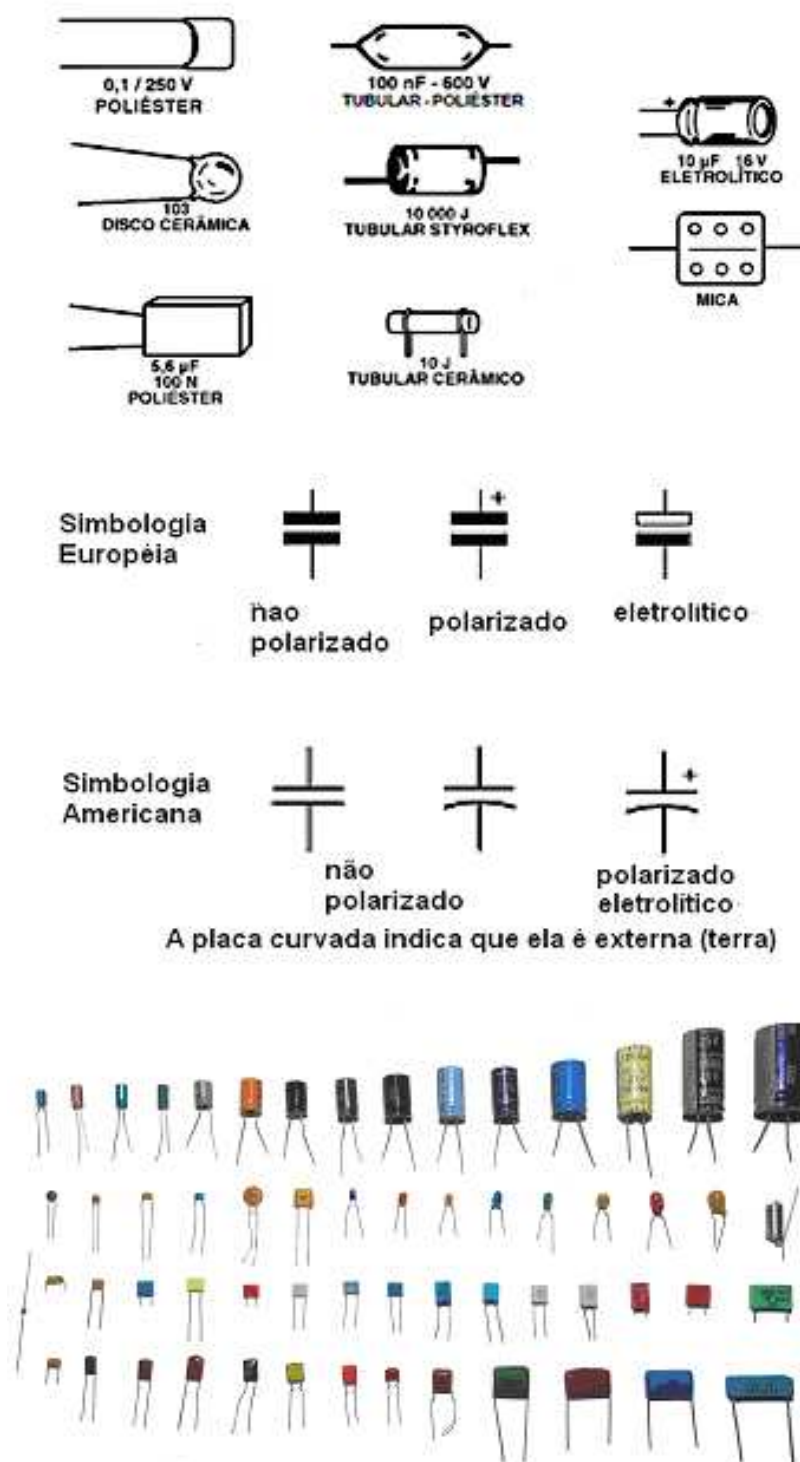 0,1 / 250 V
POLIÉSTER
100 nF - 600 V
TUBULAR - POLIÉSTER
+
10 µF 16 V
ELETROLÍTICO
103
DISCO CERÂMICA
10 000 J
TUBULAR STYROFLEX
MICA
5,6 µF
100 N
POLIÉSTER
10 J
TUBULAR CERÂMICO
Simbologia
Européia
+
nao
polarizado
polarizado
eletrolítico
Simbologia
Americana
+
não
polarizado
polarizado
eletrolítico
A placa curvada indica que ela é externa (terra)